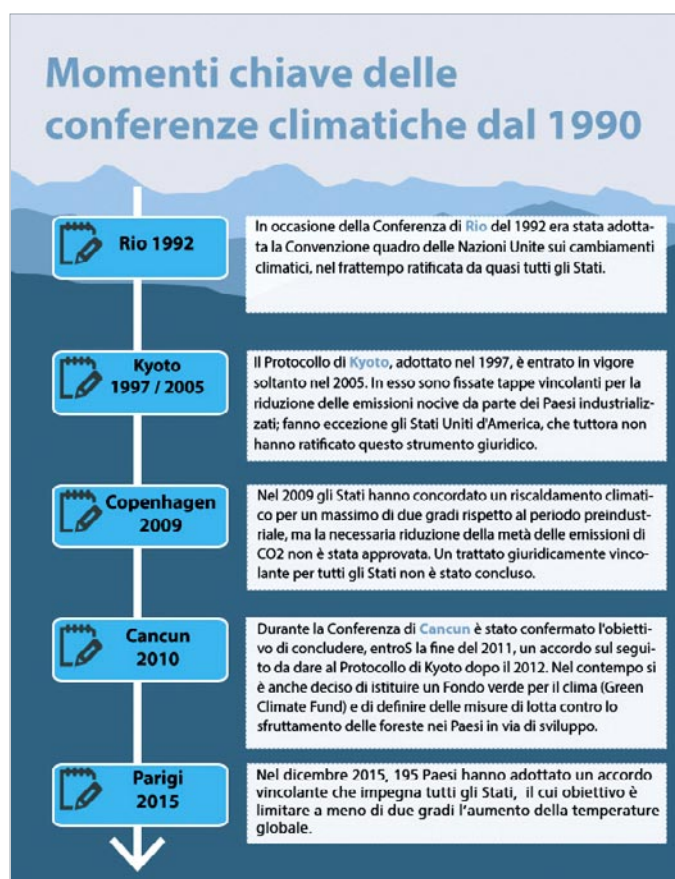 Momenti chiave delle
conferenze climatiche dal 1990
Rio 1992
In occasione della Conferenza di Rio del 1992 era stata adotta-
ta la Convenzione quadro delle Nazioni Unite sui cambiamenti
climatici, nel frattempo ratificata da quasi tutti gli Stati.
Kyoto
1997 / 2005
Il Protocollo di Kyoto, adottato nel 1997, è entrato in vigore
soltanto nel 2005. In esso sono fissate tappe vincolanti per la
riduzione delle emissioni nocive da parte dei Paesi industrializ-
zati; fanno eccezione gli Stati Uniti d'America, che tuttora non
hanno ratificato questo strumento giuridico.
Copenhagen
2009
Nel 2009 gli Stati hanno concordato un riscaldamento climati-
co per un massimo di due gradi rispetto al periodo preindust-
riale, ma la necessaria riduzione della metà delle emissioni di
CO2 non è stata approvata. Un trattato giuridicamente vinco-
lante per tutti gli Stati non è stato concluso.
Cancun
2010
Durante la Conferenza di Cancun è stato confermato l'obietti-
vo di concludere, entroS la fine del 2011, un accordo sul segui-
to da dare al Protocollo di Kyoto dopo il 2012. Nel contempo si
è anche deciso di istituire un Fondo verde per il clima (Green
Climate Fund) e di definire delle misure di lotta contro lo
sfruttamento delle foreste nei Paesi in via di sviluppo.
Parigi
2015
Nel dicembre 2015, 195 Paesi hanno adottato un accordo
vincolante che impegna tutti gli Stati, il cui obiettivo è
limitare a meno di due gradi l'aumento della temperature
globale.